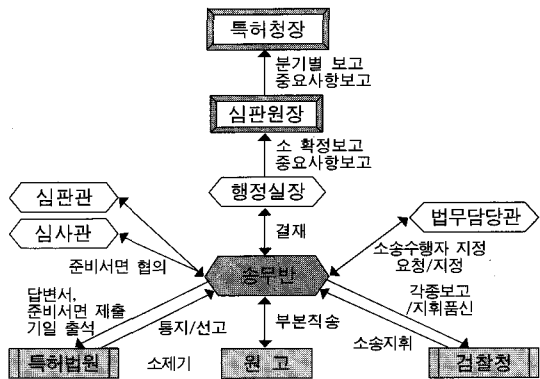 특허청장
분기별 보고
중요사항보고
심판원장
소 확정보고
중요사항보고
행정실장
심판관
심사관
법무담당관
결재
준비서면 협의
소송수행자 지정
요청/지정
송무반
답변서,
준비서면 제출
기일 출석
통지/선고
부본직송
각종보고
/지휘품신
소송지휘
특허법원
소제기
원 고
검찰청